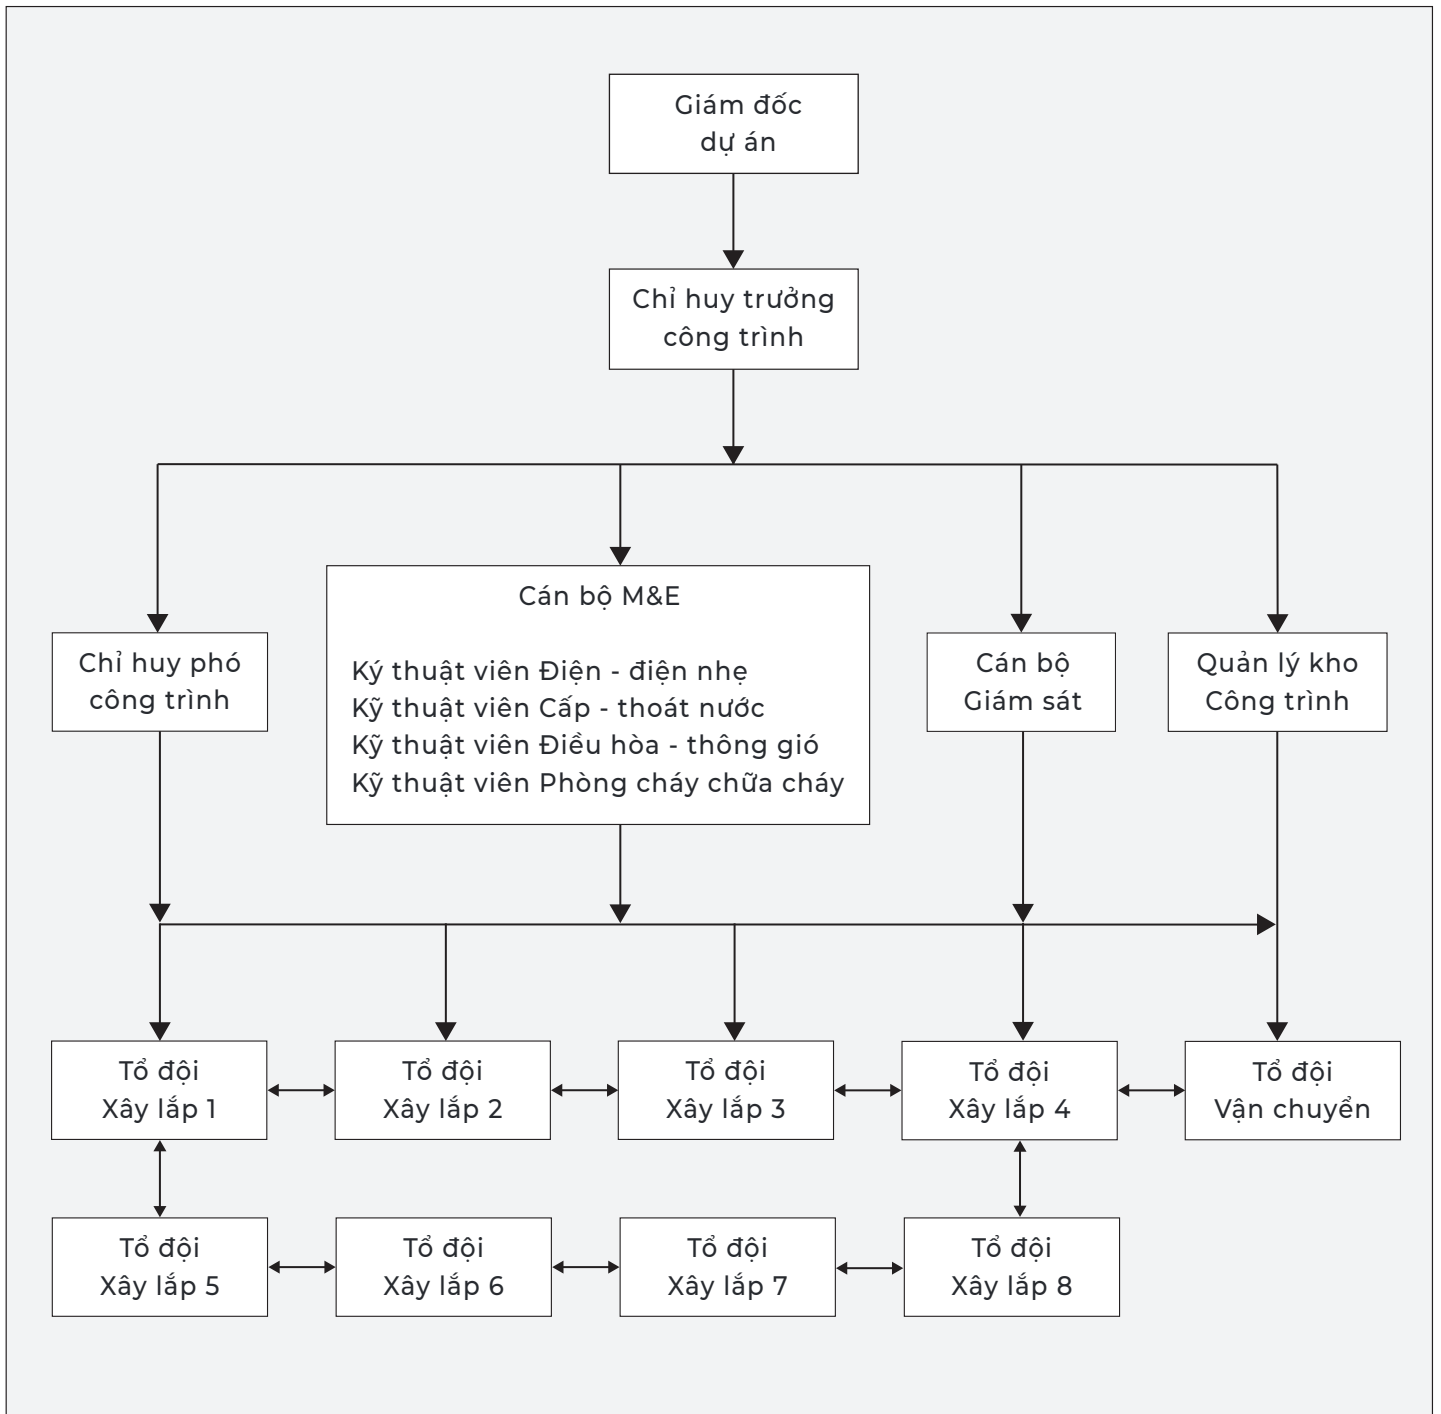 Giám đốc
dự án
Chỉ huy trưởng
công trình
Cán bộ M&E
Ký thuật viên Điện - điện nhẹ
Kỹ thuật viên Cấp - thoát nước
Kỹ thuật viên Điều hòa - thông gió
Kỹ thuật viên Phòng cháy chữa cháy
Chỉ huy phó
công trình
Cán bộ
Giám sát
Quản lý kho
Công trình
Tổ đội
Xây lắp 1
Tổ đội
Xây lắp 2
Tổ đội
Xây lắp 3
Tổ đội
Xây lắp 4
Tổ đội
Vận chuyển
Tổ đội
Xây lắp 5
Tổ đội
Xây lắp 6
Tổ đội
Xây lắp 7
Tổ đội
Xây lắp 8